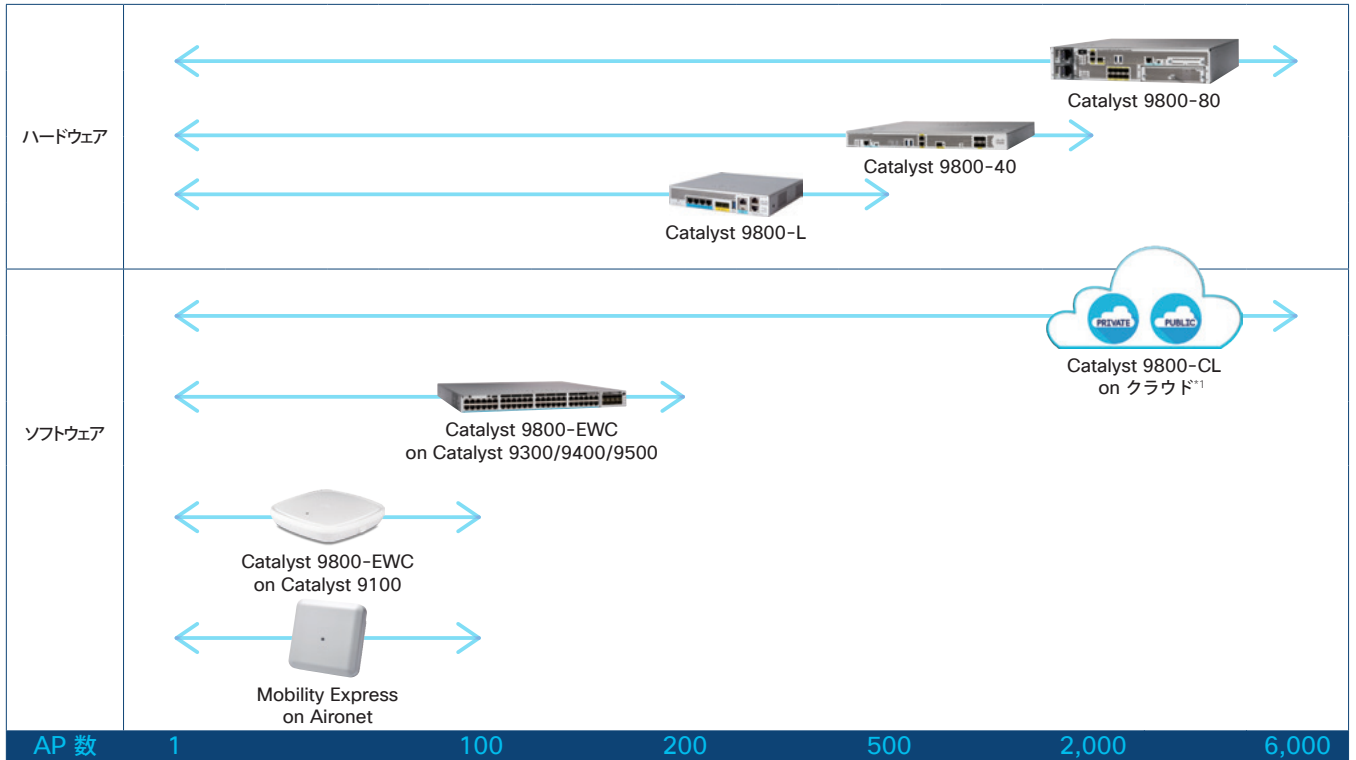 ハードウェア
Catalyst 9800-80
Catalyst 9800-40
Catalyst 9800-L
ソフトウェア
PRIVATE
PUBLIC
Catalyst 9800-CL
on クラウド*1
Catalyst 9800-EWC
on Catalyst 9300/9400/9500
Catalyst 9800-EWC
on Catalyst 9100
Mobility Express
on Aironet
AP 数 1 100 200 500 2,000 6,000